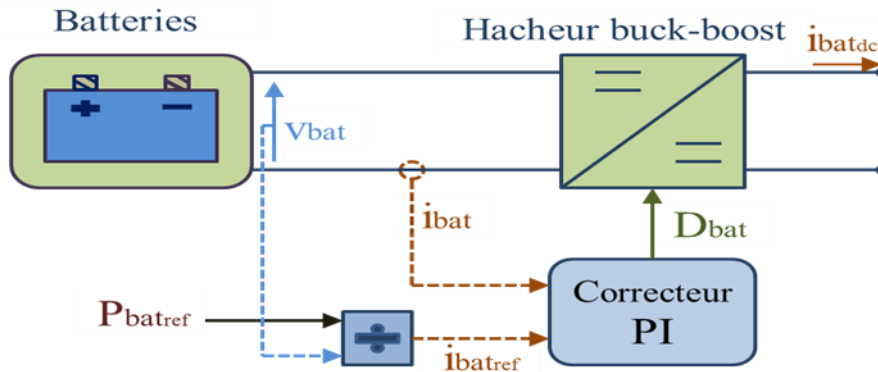 Batteries
Hacheur buck-boost
ibatdc
+ −
Vbat
ibat
Dbat
Correcteur
PI
Pbatref
÷
ibatref